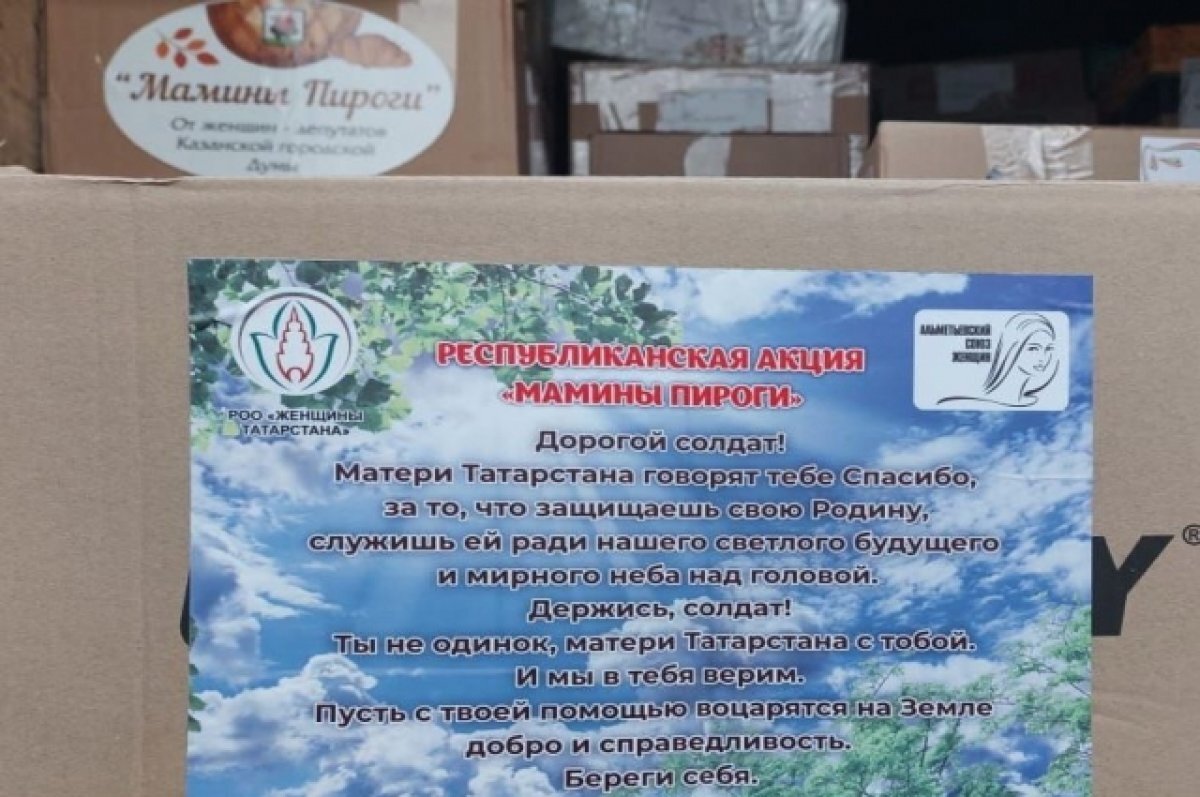 “Мамины Пироги”
От женщин - депутатов
Казанской городской
Думы
РЕСПУБЛИКАНСКАЯ АКЦИЯ
«МАМИНЫ ПИРОГИ»
РОО «ЖЕНЩИНЫ
ТАТАРСТАНА»
АЛЬМЕТЬЕВСКИЙ
СОЮЗ
ЖЕНЩИН
Дорогой солдат!
Матери Татарстана говорят тебе Спасибо,
за то, что защищаешь свою Родину,
служишь ей ради нашего светлого будущего
и мирного неба над головой.
Держись, солдат!
Ты не одинок, матери Татарстана с тобой.
И мы в тебя верим.
Пусть с твоей помощью воцарятся на Земле
добро и справедливость.
Береги себя.
Y®